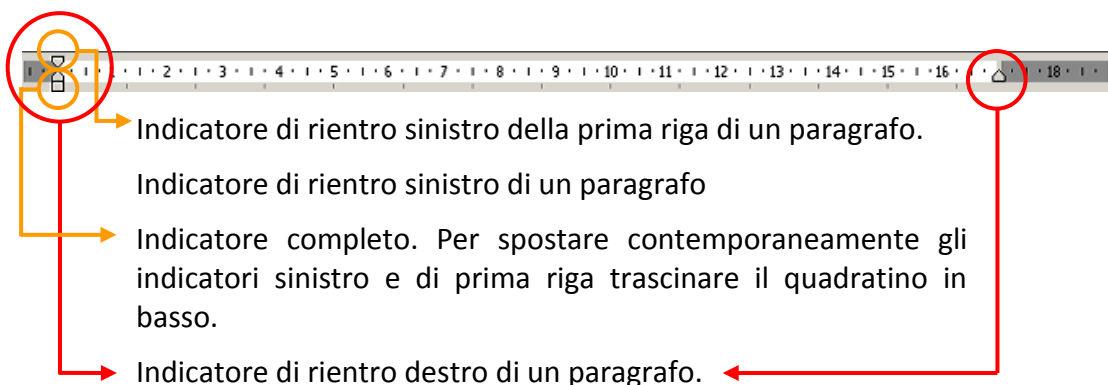 1 · 2 · 3 · 4 · 5 · 6 · 7 · 8 · 9 · 10 · 11 · 12 · 13 · 14 · 15 · 16 · 18
Indicatore di rientro sinistro della prima riga di un paragrafo.
Indicatore di rientro sinistro di un paragrafo
Indicatore completo. Per spostare contemporaneamente gli
indicatori sinistro e di prima riga trascinare il quadratino in
basso.
Indicatore di rientro destro di un paragrafo.